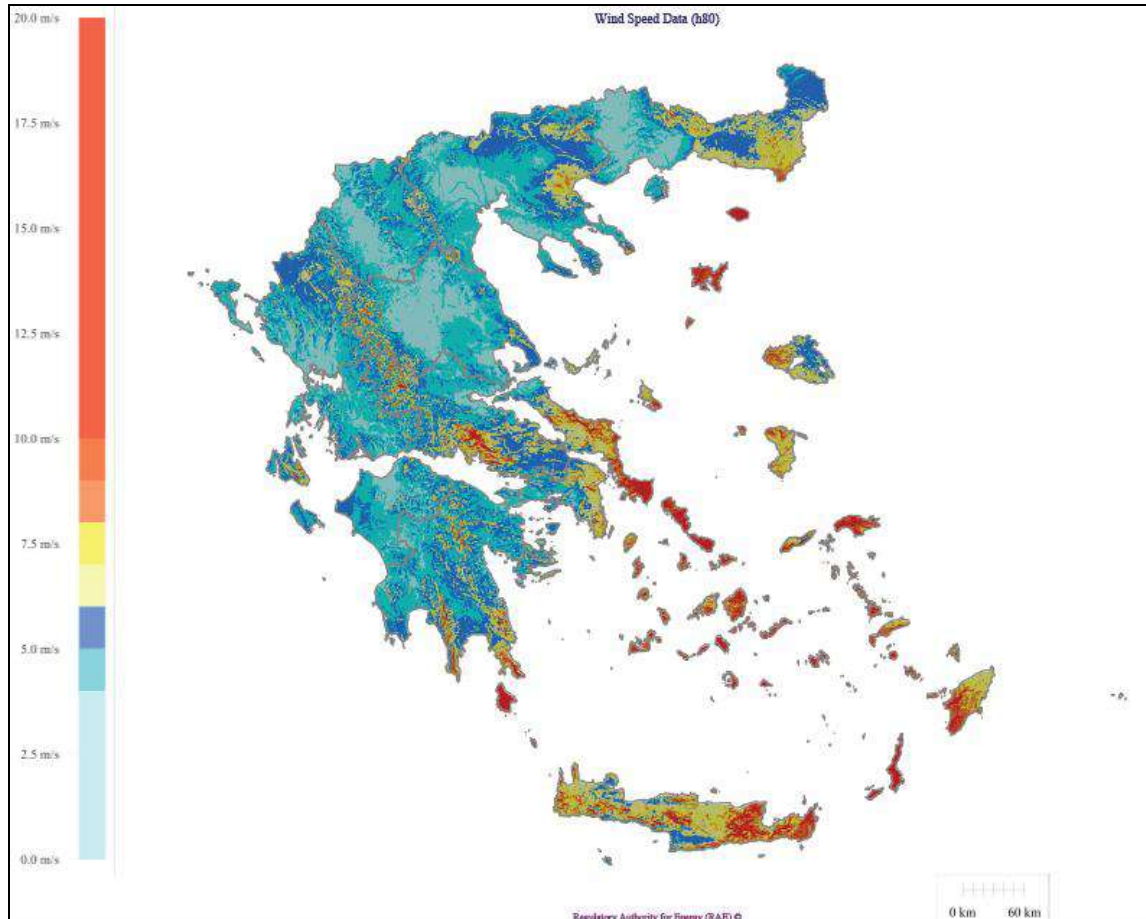 Wind Speed Data (h80)
20.0 m/s
17.5 m/s
15.0 m/s
12.5 m/s
10.0 m/s
7.5 m/s
5.0 m/s
2.5 m/s
0.0 m/s
0 km 60 km
Regulatory Authority for Energy (RAE) ©